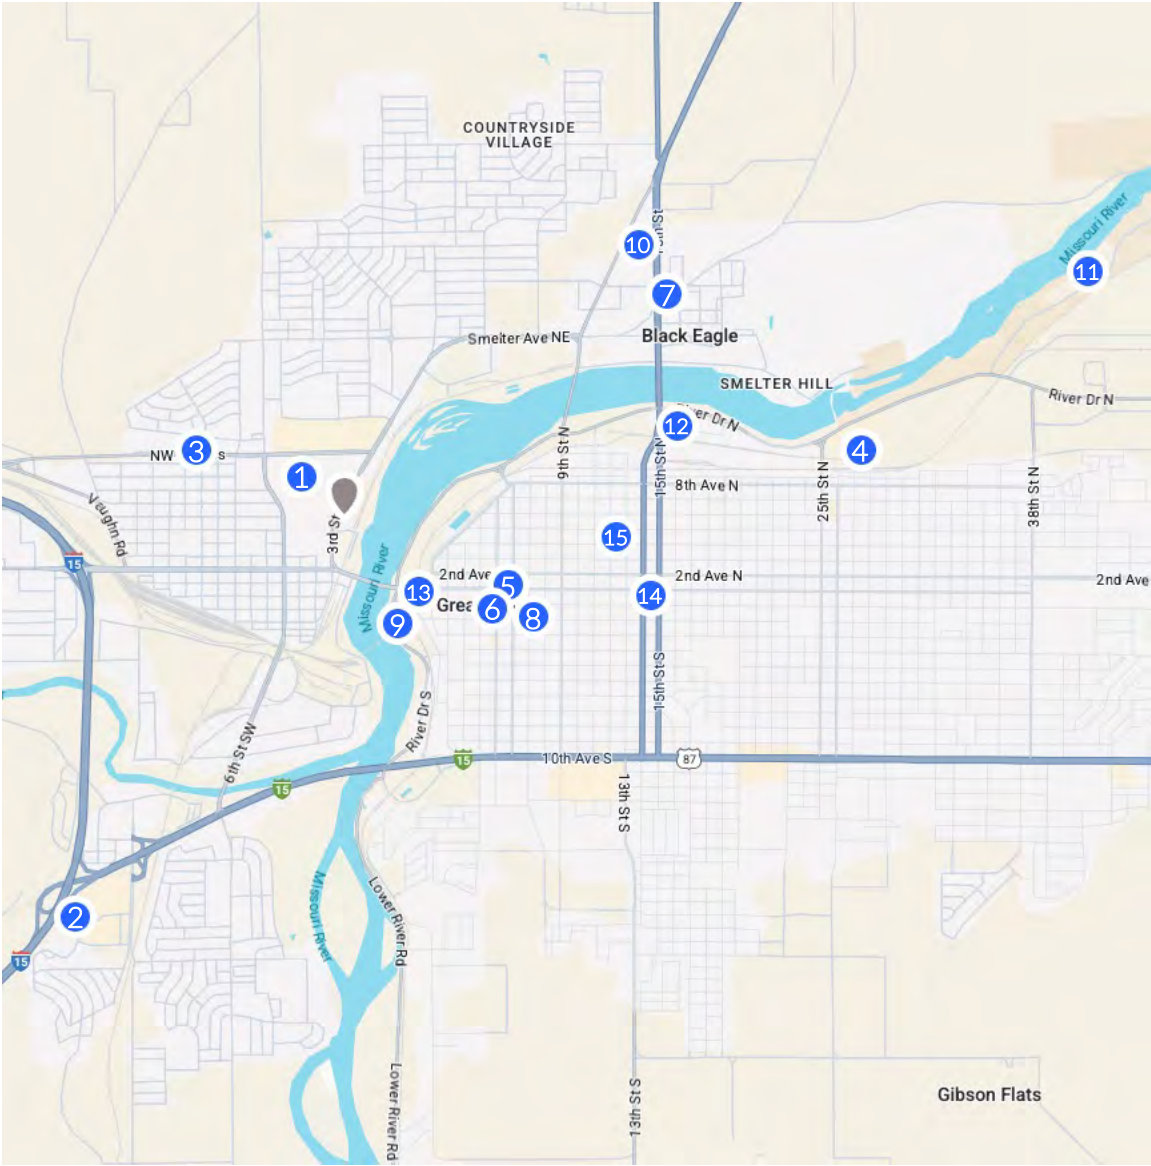 COUNTRYSIDE
VILLAGE
Missouri River
10
11
7
Smelter Ave NE
Black Eagle
SMELTER HILL
River Dr N
River Dr N
12
3
NW
s
9th St N
15th St N
4
1
8th Ave N
25th St N
38th St N
Vaughn Rd
3rd St
15
15
2nd Ave
5
2nd Ave N
2nd Ave
13
Grea
6
14
8
9
Missouri River
15th St S
River Dr S
6th St SW
15
10th Ave S
87
15
13th St S
2
Missouri River
Lower River Rd
15
Lower River Rd
13th St S
Gibson Flats